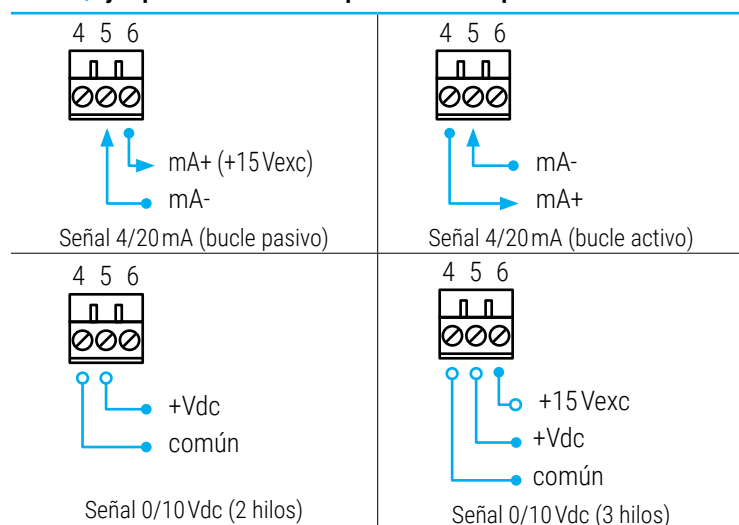 4 5 6
mA+ (+15 Vexc)
mA-
Señal 4/20 mA (bucle pasivo)
4 5 6
mA-
mA+
Señal 4/20 mA (bucle activo)
4 5 6
+Vdc
común
Señal 0/10 Vdc (2 hilos)
4 5 6
+15 Vexc
+Vdc
común
Señal 0/10 Vdc (3 hilos)